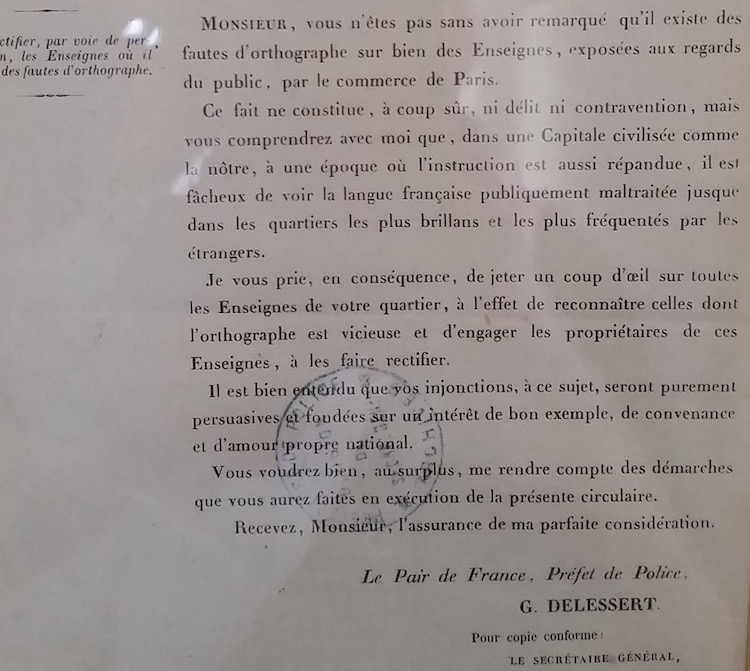 ctifier, par voie de per-
n, les Enseignes où il
des fautes d'orthographe.
MONSIEUR, vous n'êtes pas sans avoir remarqué qu'il existe des
fautes d'orthographe sur bien des Enseignes, exposées aux regards
du public, par le commerce de Paris.
Ce fait ne constitue, à coup sûr, ni délit ni contravention, mais
vous comprendrez avec moi que, dans une Capitale civilisée comme
la nôtre, à une époque où l'instruction est aussi répandue, il est
fâcheux de voir la langue française publiquement maltraitée jusque
dans les quartiers les plus brillans et les plus fréquentés par les
étrangers.
Je vous prie, en conséquence, de jeter un coup d'œil sur toutes
les Enseignes de votre quartier, à l'effet de reconnaître celles dont
l'orthographe est vicieuse et d'engager les propriétaires de ces
Enseignes, à les faire rectifier.
Il est bien entendu que vos injonctions, à ce sujet, seront purement
persuasives et fondées sur un intérêt de bon exemple, de convenance
et d'amour propre national.
Vous voudrez bien, au surplus, me rendre compte des démarches
que vous aurez faites en exécution de la présente circulaire.
Recevez, Monsieur, l'assurance de ma parfaite considération.
Le Pair de France, Préfet de Police,
G. DELESSERT.
Pour copie conforme:
LE SECRÉTAIRE GÉNÉRAL,